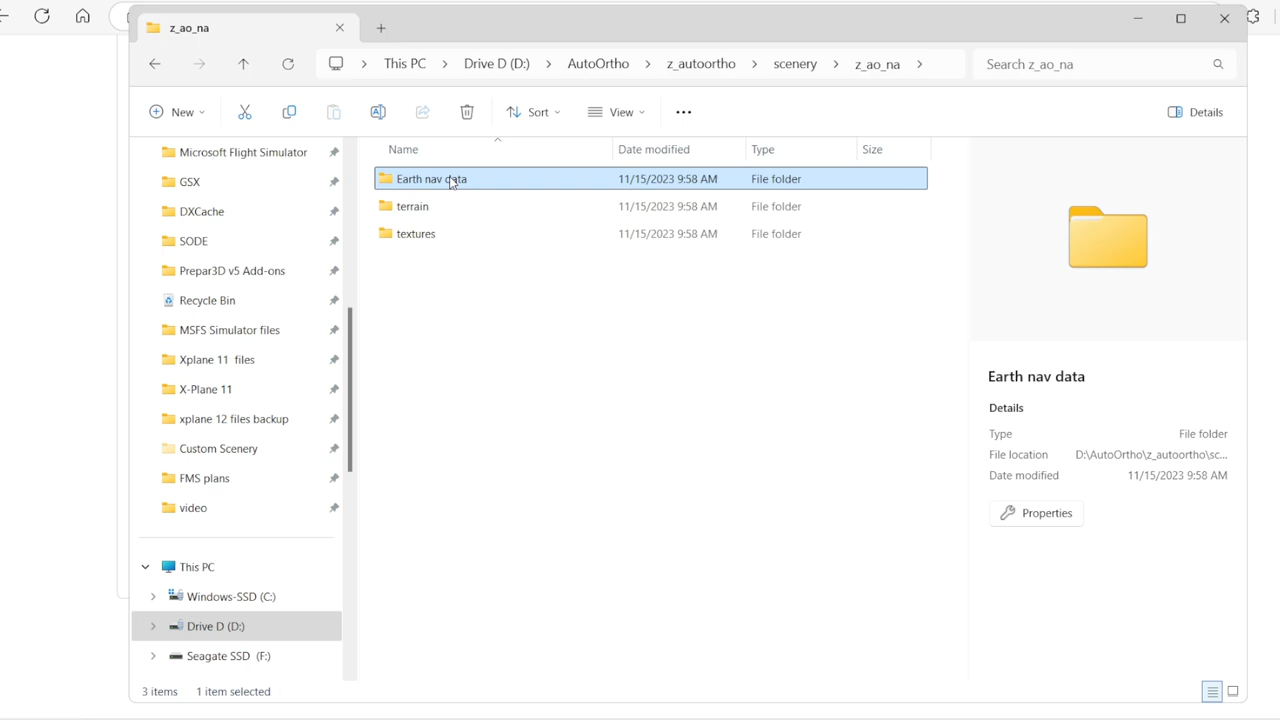 z_ao_na
This PC > Drive D (D:) > AutoOrtho > z_autoortho > scenery > z_ao_na >
Search z_ao_na
New
Sort
View
Details
Microsoft Flight Simulator
GSX
DXCache
SODE
Prepar3D v5 Add-ons
Recycle Bin
MSFS Simulator files
Xplane 11 files
X-Plane 11
xplane 12 files backup
Custom Scenery
FMS plans
video
This PC
Windows-SSD (C:)
Drive D (D:)
Seagate SSD (F:)
Name Date modified Type Size
Earth nav data 11/15/2023 9:58 AM File folder
terrain 11/15/2023 9:58 AM File folder
textures 11/15/2023 9:58 AM File folder
Earth nav data
Details
Type File folder
File location D:\AutoOrtho\z_autoortho\sc...
Date modified 11/15/2023 9:58 AM
Properties
3 items 1 item selected